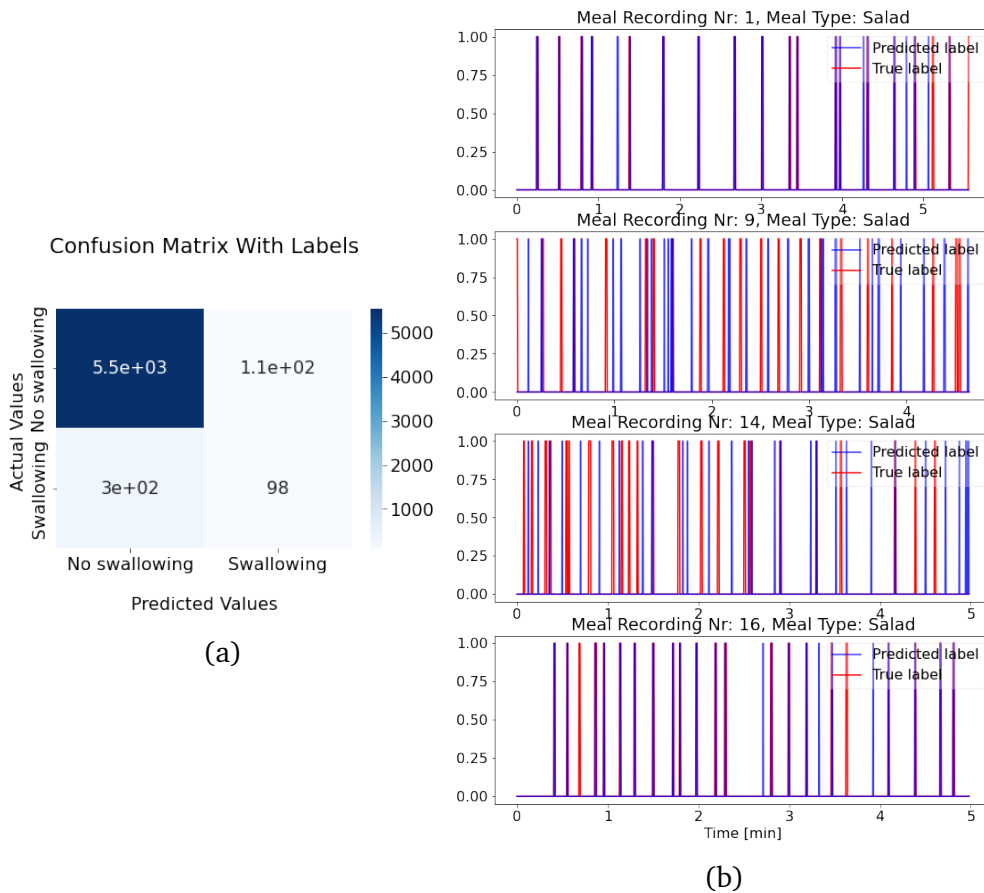 Confusion Matrix With Labels
Actual Values
No swallowing
Swallowing
5.5e+03 1.1e+02
3e+02 98
No swallowing Swallowing
Predicted Values
5000
4000
3000
2000
1000
(a)
Meal Recording Nr: 1, Meal Type: Salad
1.00
0.75
0.50
0.25
0.00
Predicted label
True label
0 1 2 3 4 5
Meal Recording Nr: 9, Meal Type: Salad
1.00
0.75
0.50
0.25
0.00
Predicted label
True label
0 1 2 3 4
Meal Recording Nr: 14, Meal Type: Salad
1.00
0.75
0.50
0.25
0.00
Predicted label
True label
0 1 2 3 4 5
Meal Recording Nr: 16, Meal Type: Salad
1.00
0.75
0.50
0.25
0.00
Predicted label
True label
0 1 2 3 4 5
Time [min]
(b)